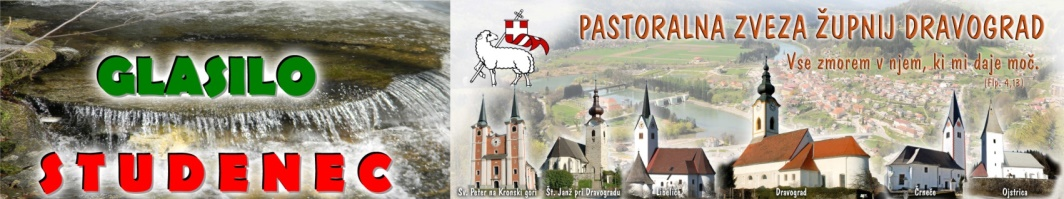 GLASILO
STUDENEC
PASTORALNA ZVEZA ŽUPNIJ DRAVOGRAD
Vse zmorem v njem, ki mi daje moč.
(Flp. 4, 13)
Sv. Peter na Kronski gori
Št. Janž pri Dravogradu
Libeliče
Dravograd
Črneče
Ojstrica